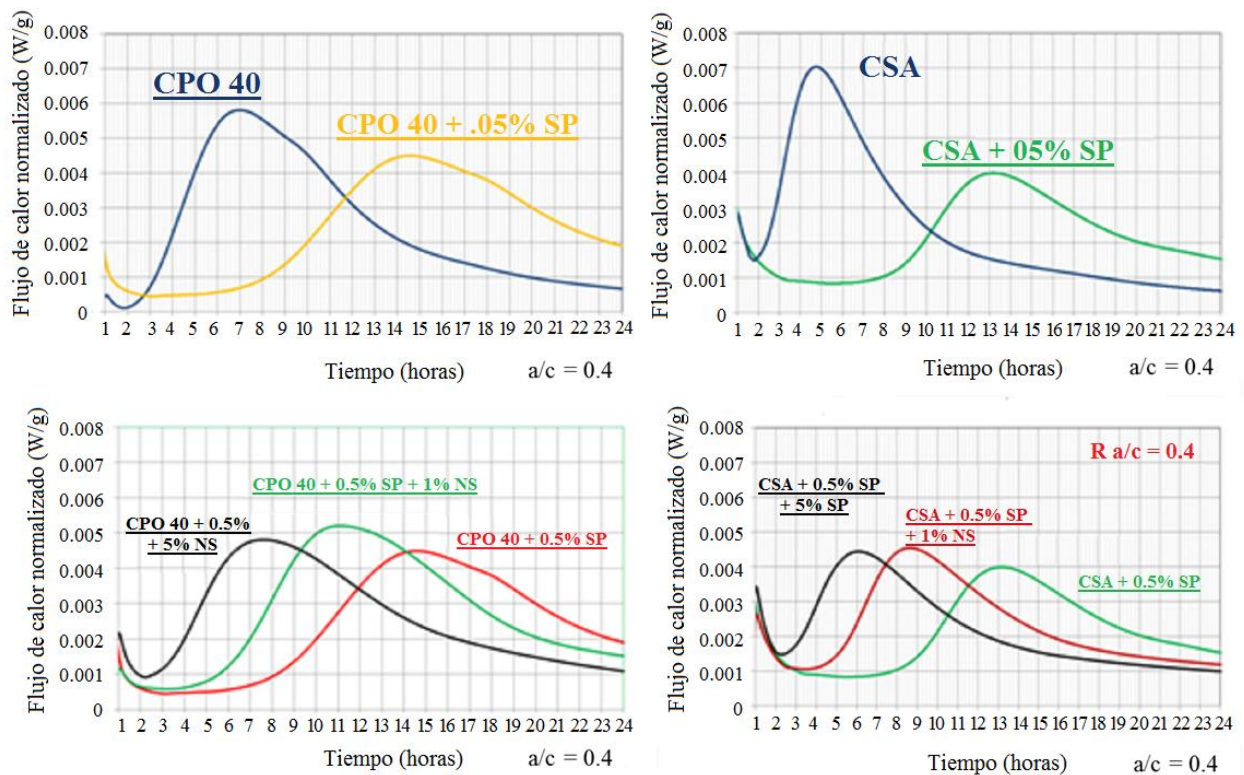 Flujo de calor normalizado (W/g)
0.008
0.007
0.006
0.005
0.004
0.003
0.002
0.001
0
CPO 40
CPO 40 + .05% SP
1 2 3 4 5 6 7 8 9 10 11 12 13 14 15 16 17 18 19 20 21 22 23 24
Tiempo (horas)
a/c = 0.4
Flujo de calor normalizado (W/g)
0.008
0.007
0.006
0.005
0.004
0.003
0.002
0.001
0
CSA
CSA + 05% SP
1 2 3 4 5 6 7 8 9 10 11 12 13 14 15 16 17 18 19 20 21 22 23 24
Tiempo (horas)
a/c = 0.4
Flujo de calor normalizado (W/g)
0.008
0.007
0.006
0.005
0.004
0.003
0.002
0.001
0
CPO 40 + 0.5% SP + 1% NS
CPO 40 + 0.5%
+ 5% NS
CPO 40 + 0.5% SP
1 2 3 4 5 6 7 8 9 10 11 12 13 14 15 16 17 18 19 20 21 22 23 24
Tiempo (horas)
a/c = 0.4
Flujo de calor normalizado (W/g)
0.008
0.007
0.006
0.005
0.004
0.003
0.002
0.001
0
R a/c = 0.4
CSA + 0.5% SP
+ 5% SP
CSA + 0.5% SP
+ 1% NS
CSA + 0.5% SP
1 2 3 4 5 6 7 8 9 10 11 12 13 14 15 16 17 18 19 20 21 22 23 24
Tiempo (horas)
a/c = 0.4